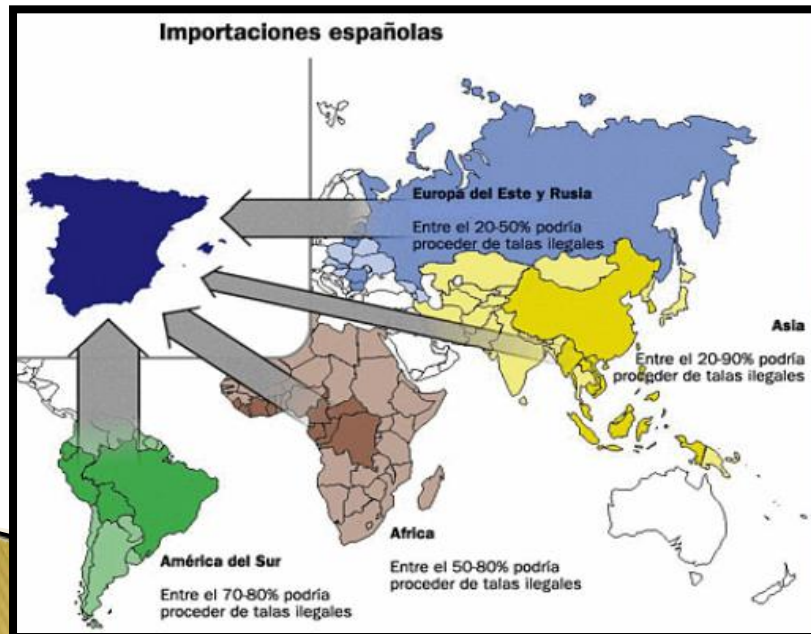 Importaciones españolas
Europa del Este y Rusia
Entre el 20-50% podría
proceder de talas ilegales
Asia
Entre el 20-90% podría
proceder de talas ilegales
Africa
Entre el 50-80% podría
proceder de talas ilegales
América del Sur
Entre el 70-80% podría
proceder de talas ilegales